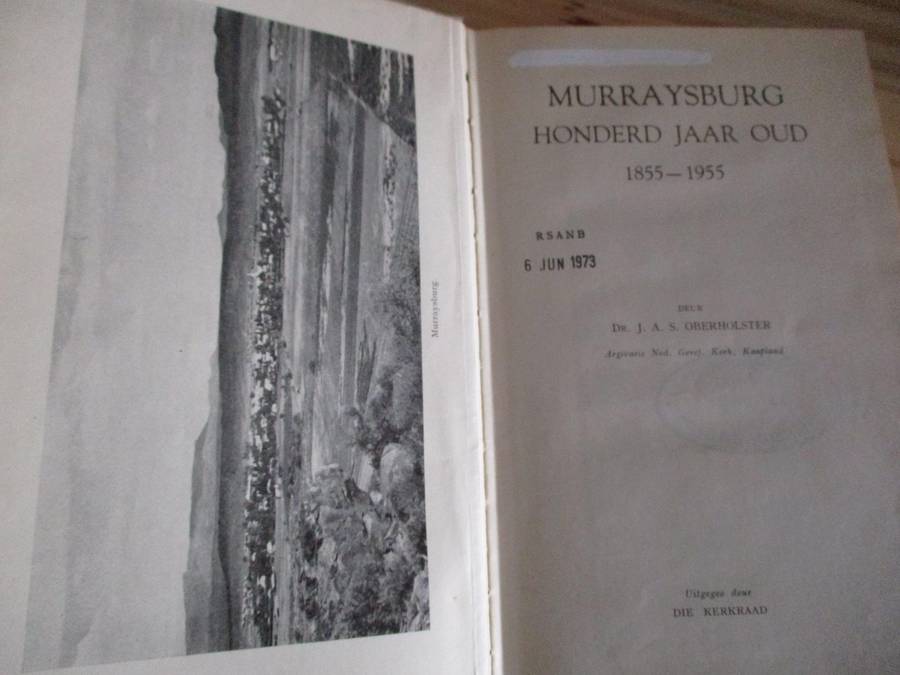 Murraysburg
MURRAYSBURG
HONDERD JAAR OUD
1855—1955
RSANB
6 JUN 1973
DEUR
DR. J. A. S. OBERHOLSTER
Argivaris Ned. Geref. Kerk, Kaapland
Uitgegee deur
DIE KERKRAAD